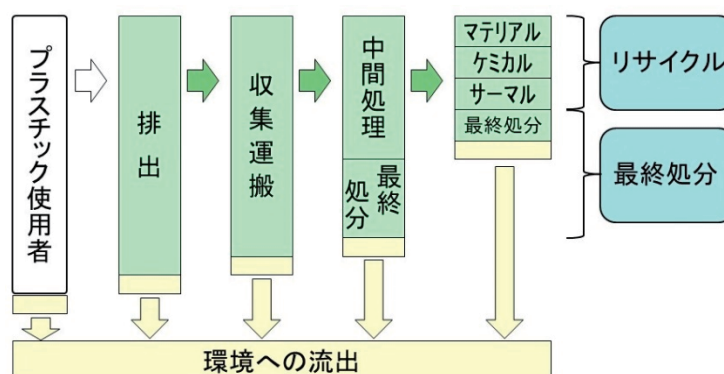 プラスチック使用者
排出
収集運搬
中間処理
最終
処分
マテリアル
ケミカル
サーマル
最終処分
リサイクル
最終処分
環境への流出